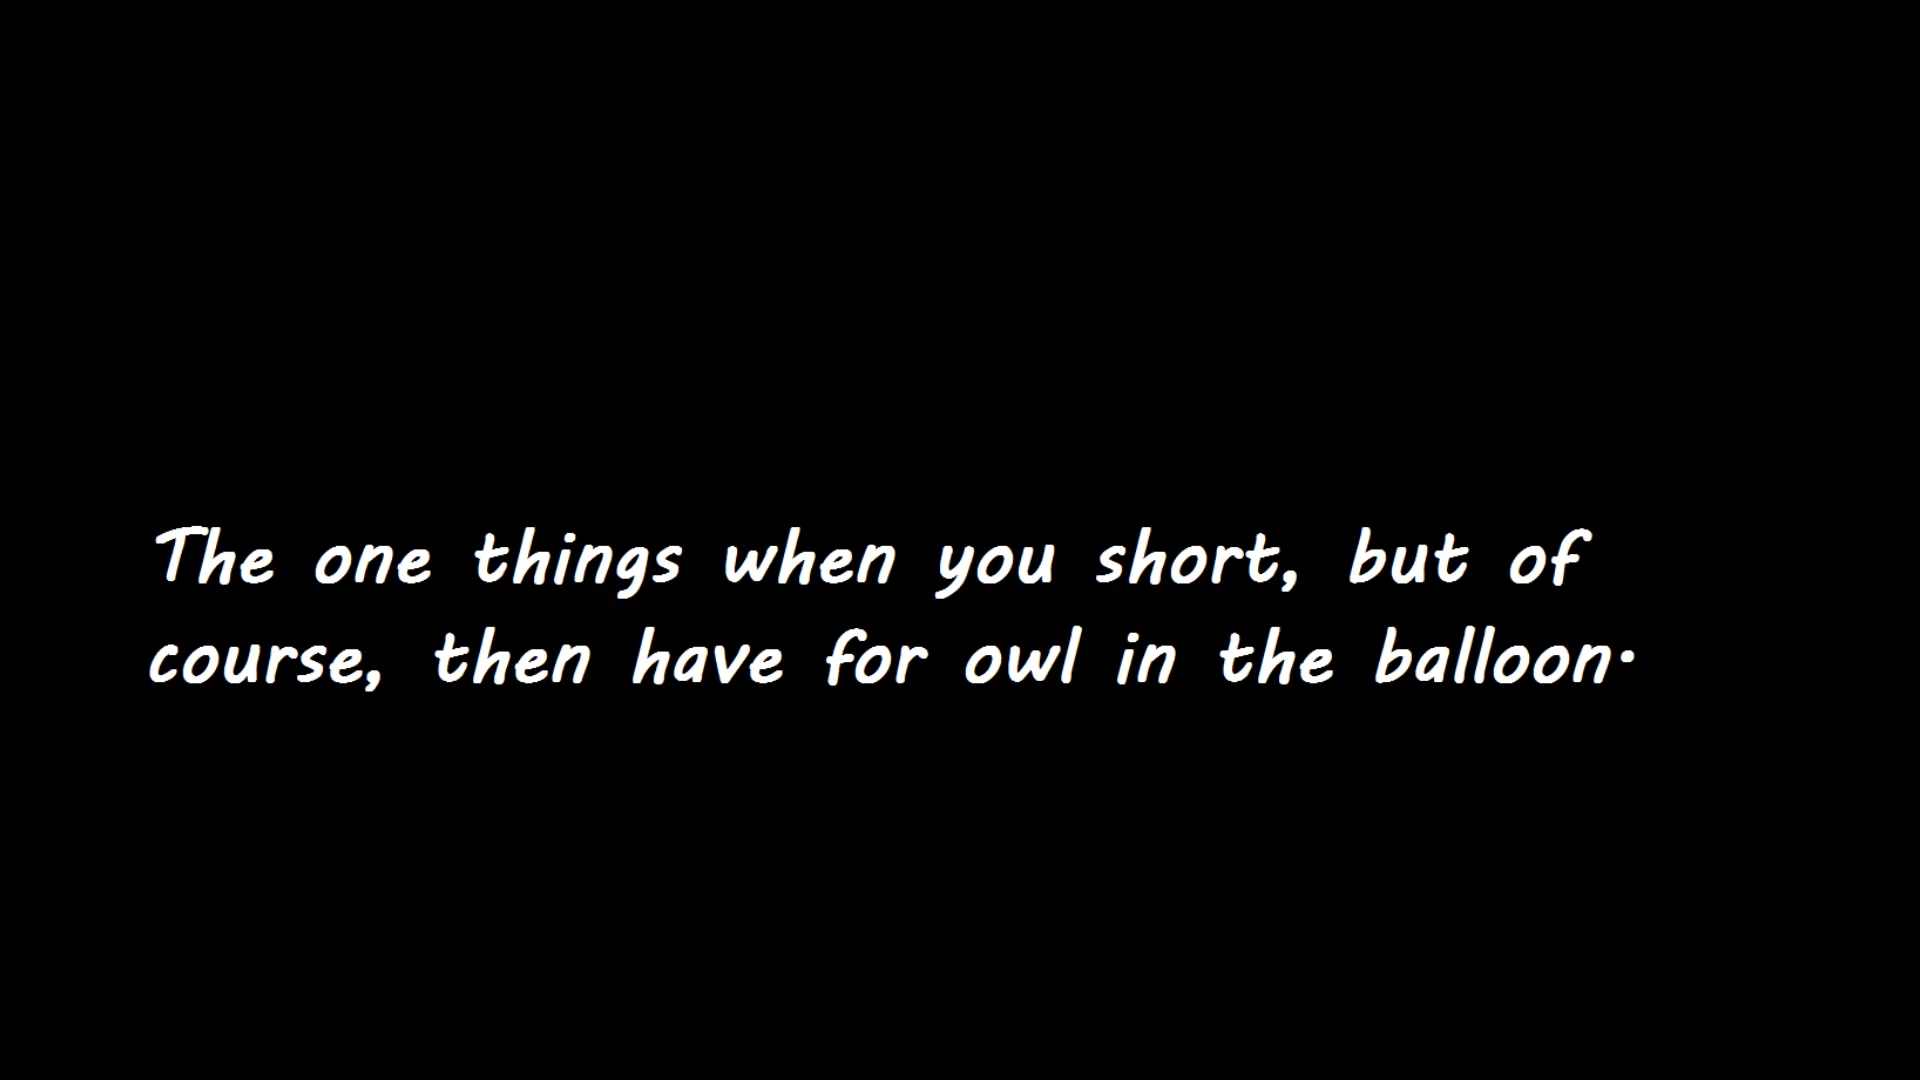 The one things when you short, but of
course, then have for owl in the balloon.